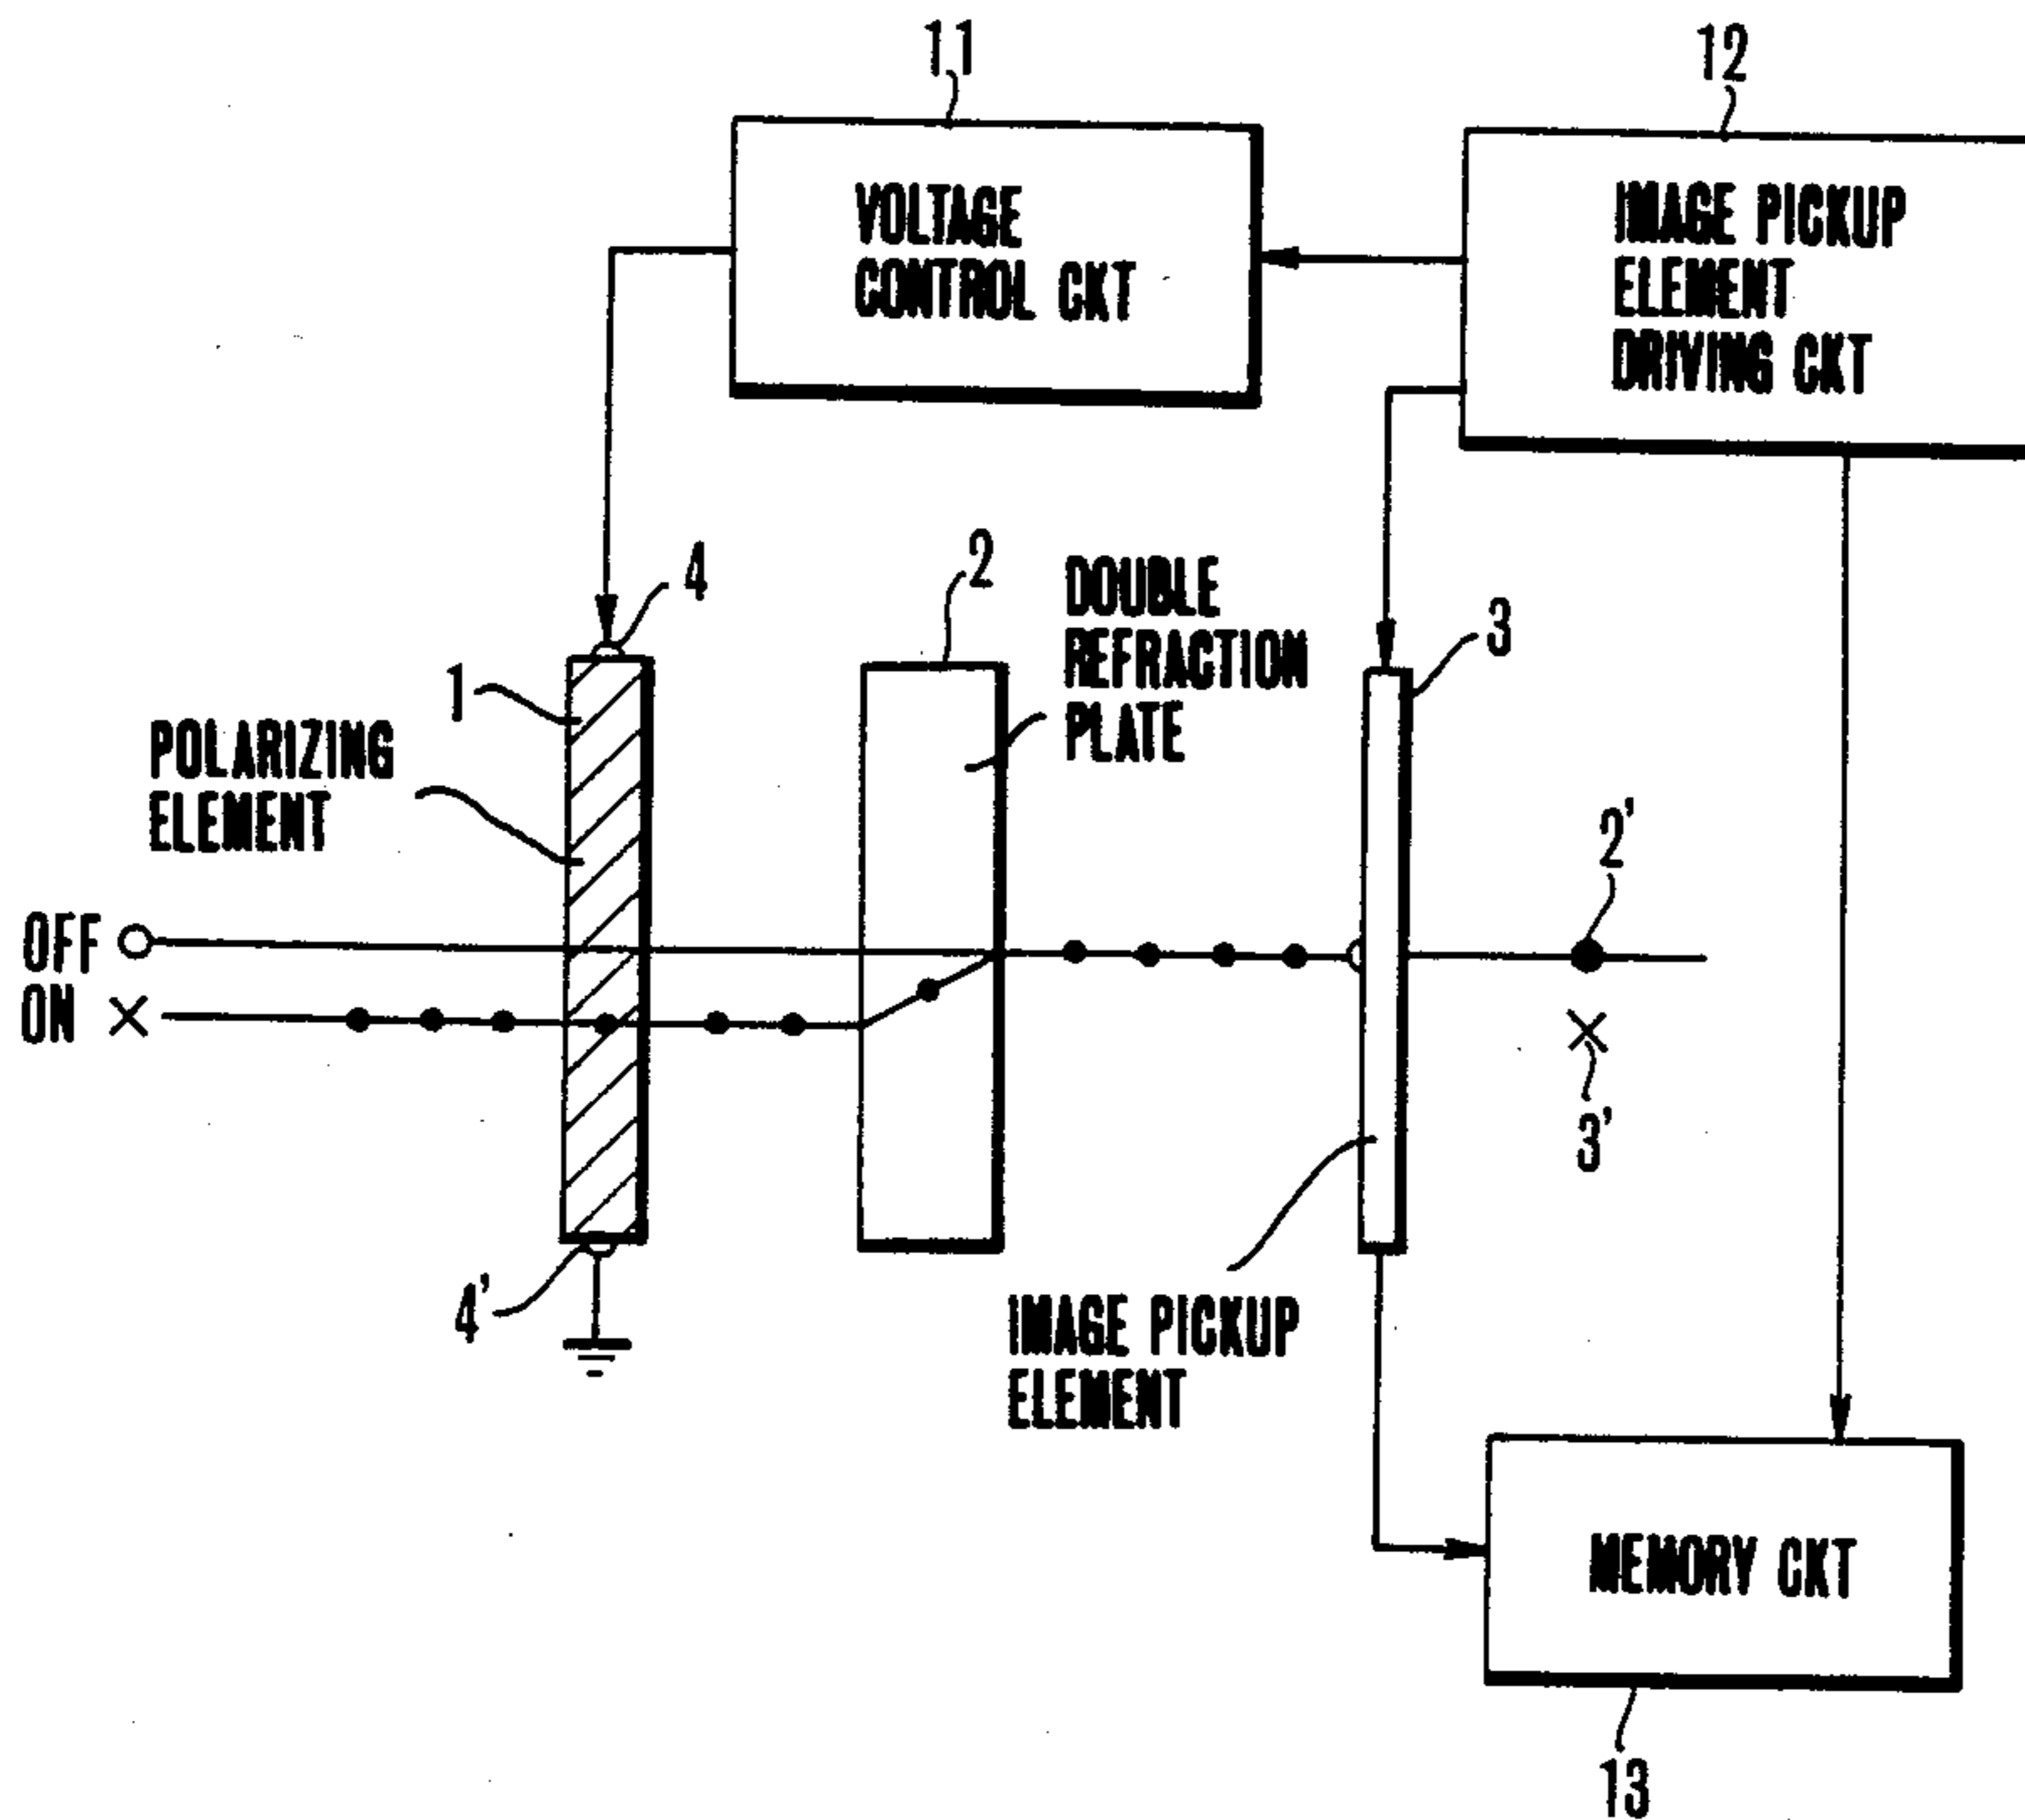 11
12
VOLTAGE
CONTROL CKT
IMAGE PICKUP
ELEMENT
DRIVING CKT
4
2
DOUBLE
REFRACTION
PLATE
3
1
POLARIZING
ELEMENT
2'
OFF
ON
3'
4'
IMAGE PICKUP
ELEMENT
MEMORY CKT
13